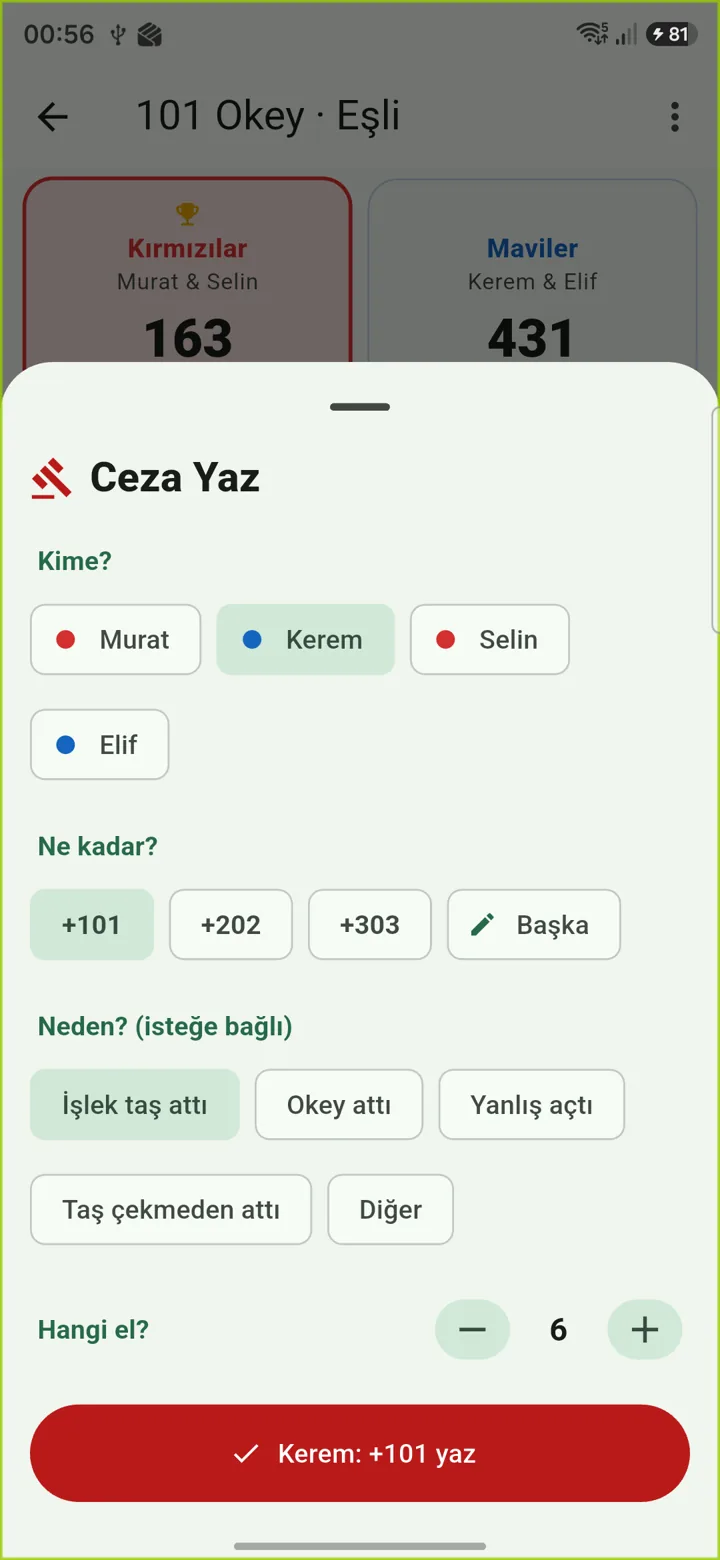 00:56 5 81
101 Okey · Eşli
Kırmızılar Maviler
Murat & Selin Kerem & Elif
163 431
Ceza Yaz
Kime?
Murat Kerem Selin
Elif
Ne kadar?
+101 +202 +303 Başka
Neden? (isteğe bağlı)
İşlek taş attı Okey attı Yanlış açtı
Taş çekmeden attı Diğer
Hangi el? 6
Kerem: +101 yaz